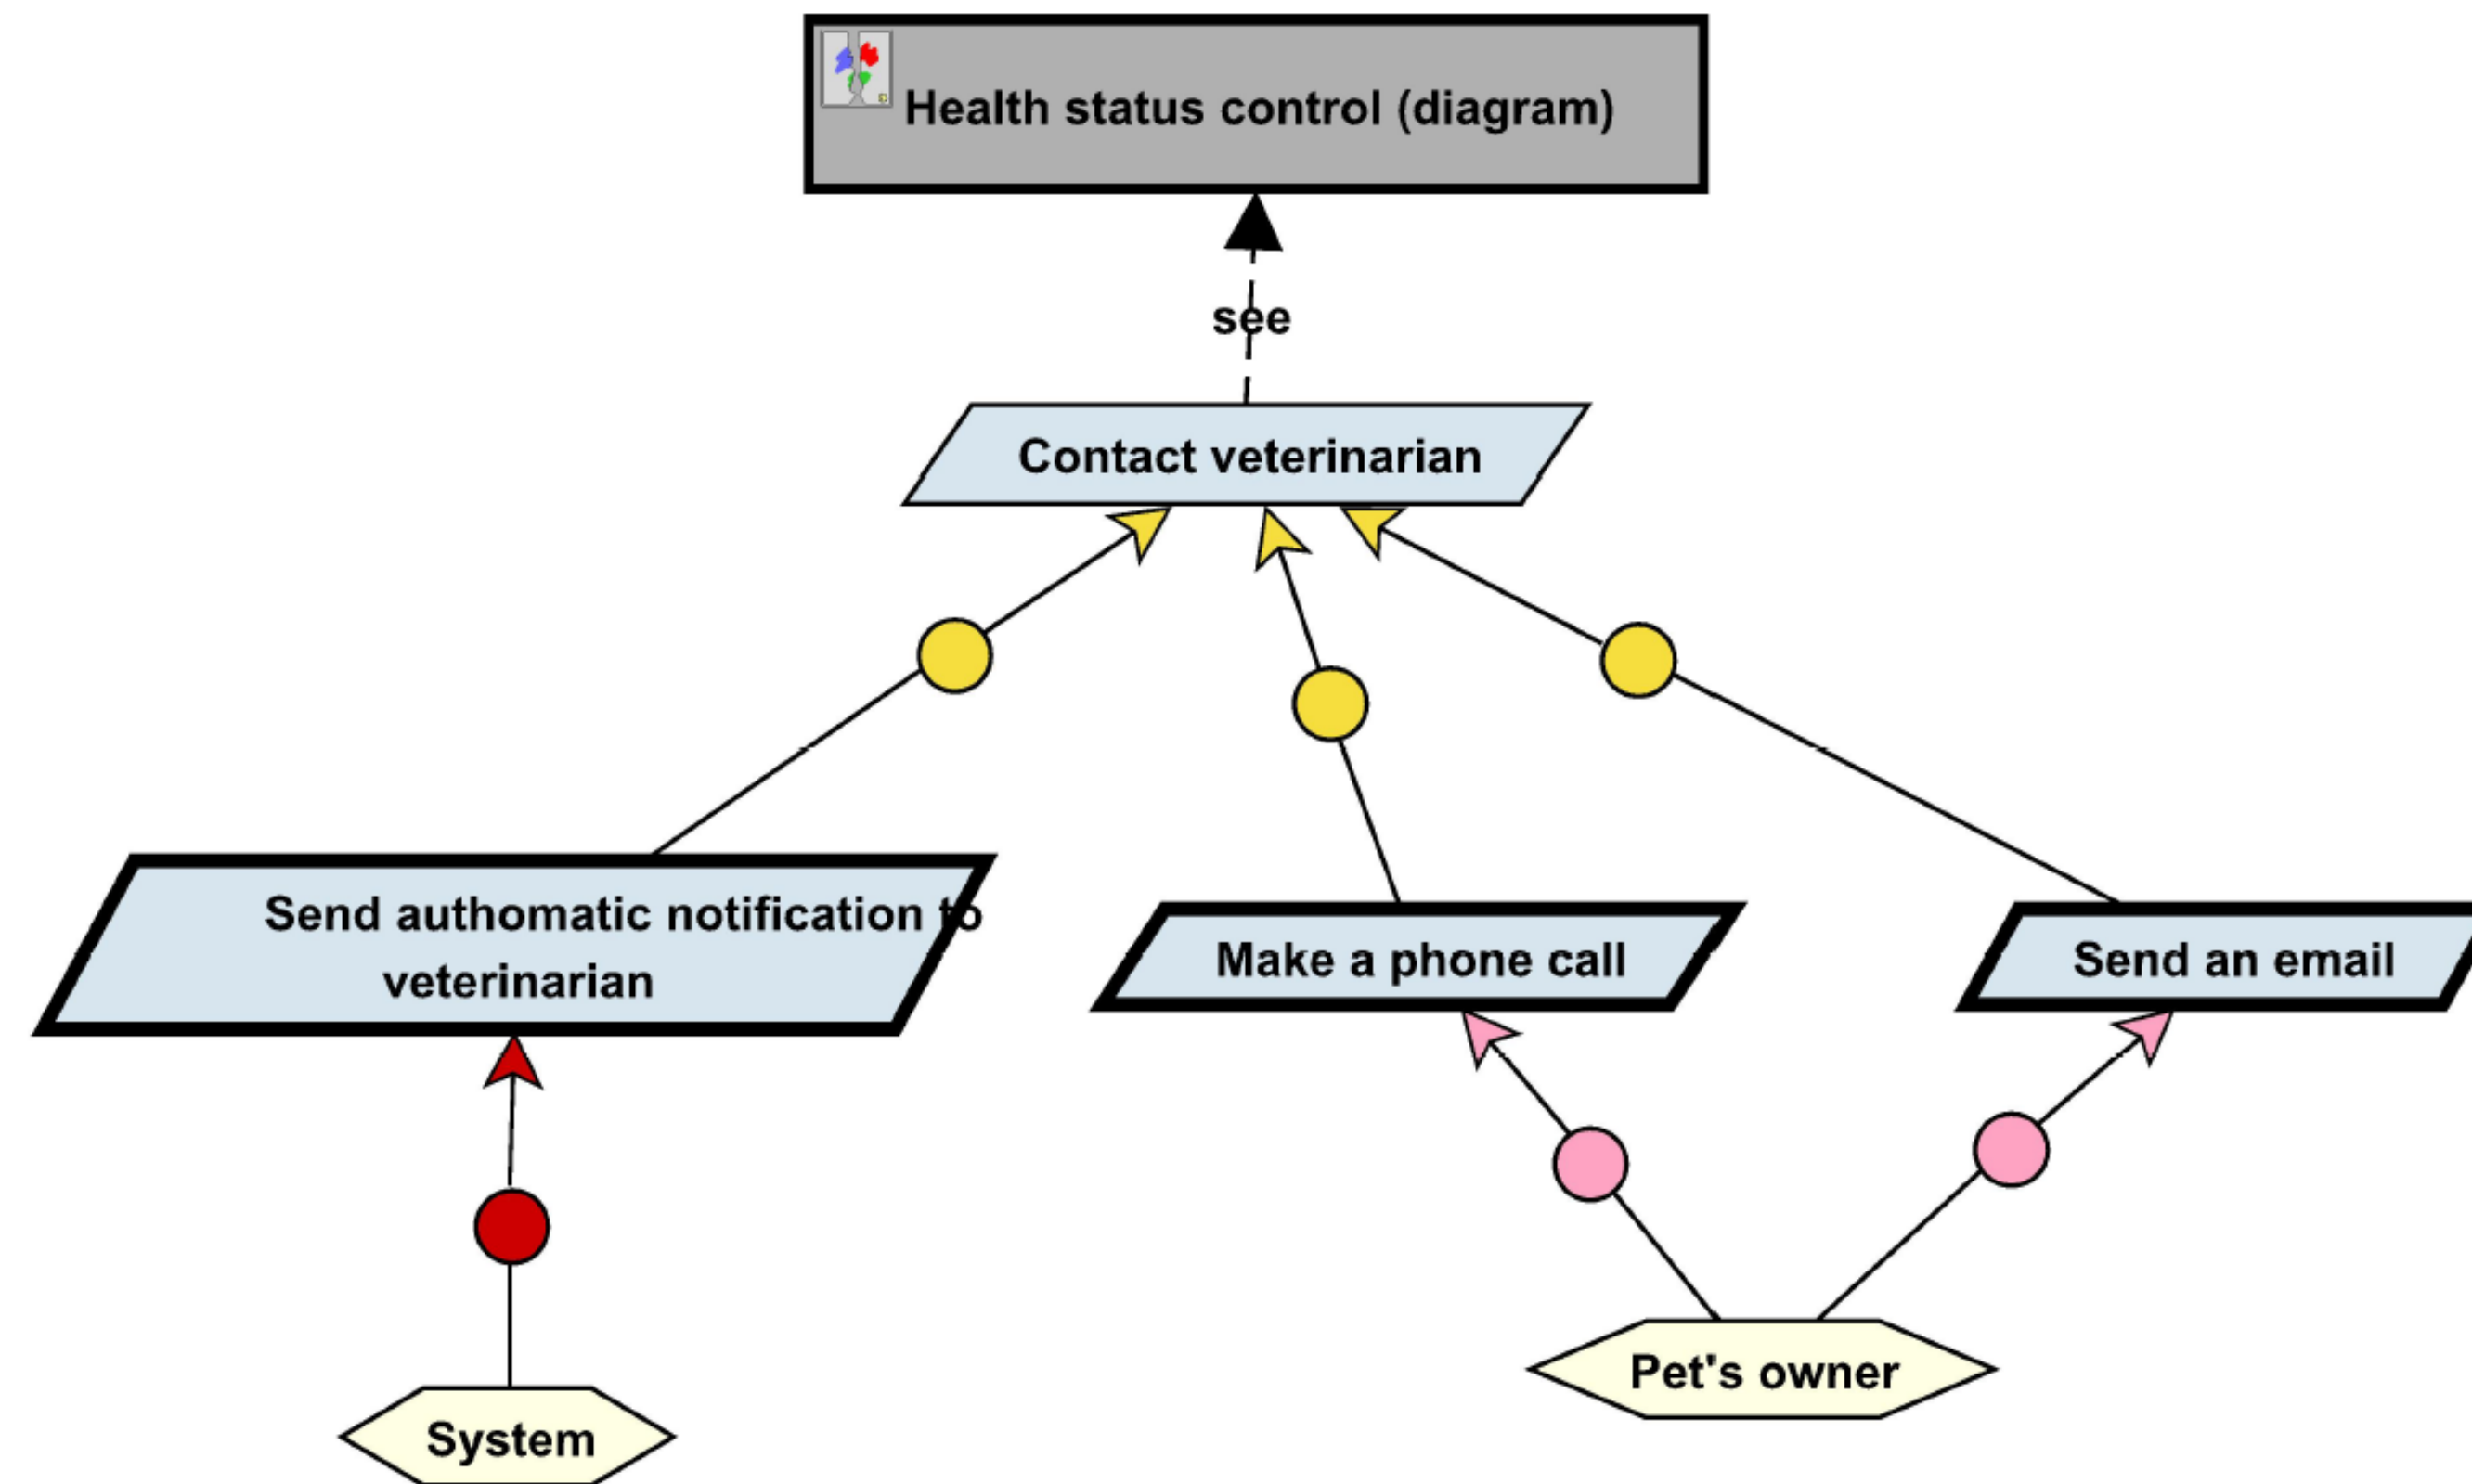 Health status control (diagram)
see
Contact veterinarian
Send authomatic notification to
veterinarian
Make a phone call
Send an email
Pet's owner
System